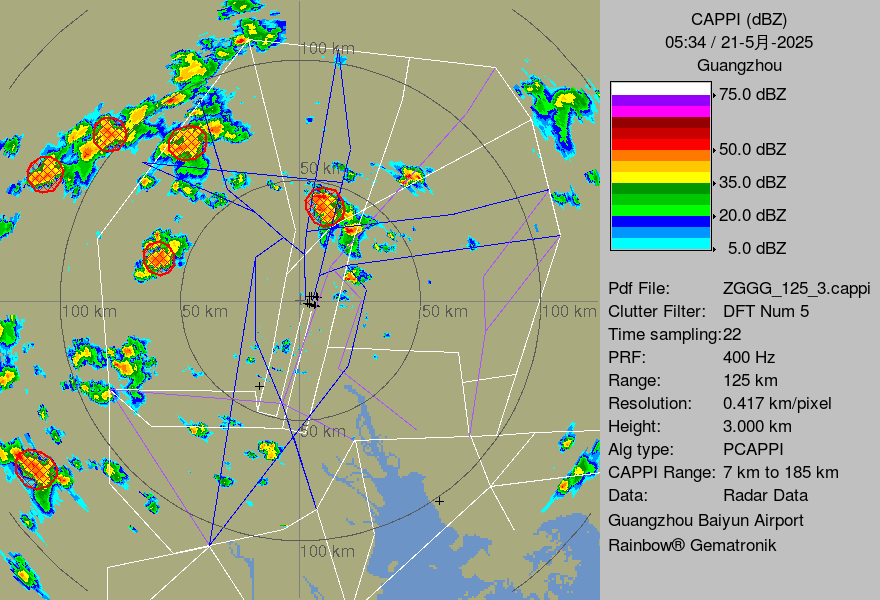 100 km
50 km
100 km
50 km
50 km
100 km
50 km
100 km
CAPPI (dBZ)
05:34 / 21-5月-2025
Guangzhou
75.0 dBZ
50.0 dBZ
35.0 dBZ
20.0 dBZ
5.0 dBZ
Pdf File: ZGGG_125_3.cappi
Clutter Filter: DFT Num 5
Time sampling:22
PRF: 400 Hz
Range: 125 km
Resolution: 0.417 km/pixel
Height: 3.000 km
Alg type: PCAPPI
CAPPI Range: 7 km to 185 km
Data: Radar Data
Guangzhou Baiyun Airport
Rainbow® Gematronik